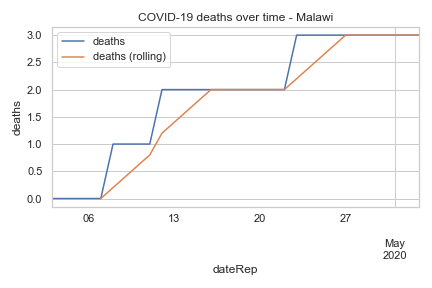 COVID-19 deaths over time - Malawi
deaths
deaths (rolling)
3.0
2.5
2.0
1.5
1.0
0.5
0.0
deaths
06
13
20
27
May
2020
dateRep